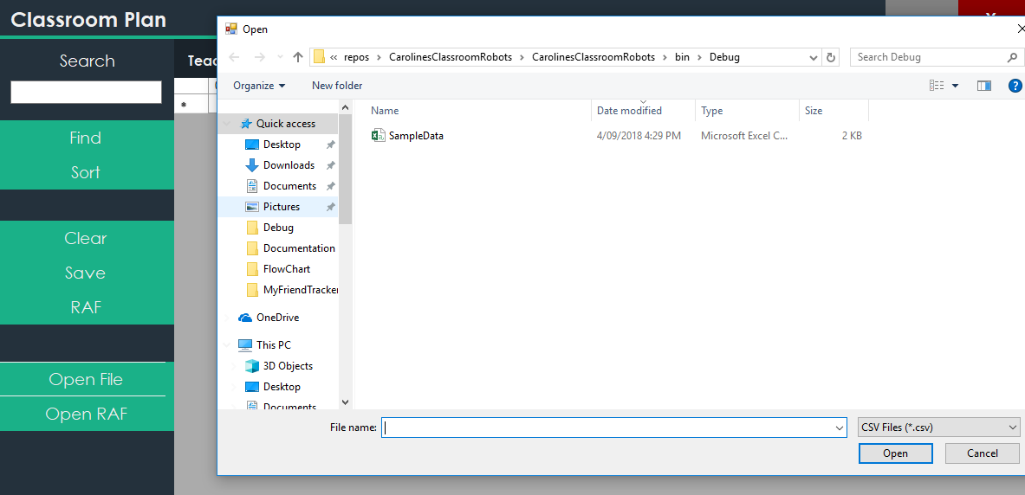 Classroom Plan
Search
Find
Sort
Clear
Save
RAF
Open File
Open RAF
Teac
Open
« repos › CarolinesClassroomRobots › CarolinesClassroomRobots › bin › Debug
Search Debug
Organize
New folder
Name
Date modified
Type
Size
SampleData
4/09/2018 4:29 PM
Microsoft Excel C...
2 KB
Quick access
Desktop
Downloads
Documents
Pictures
Debug
Documentation
FlowChart
MyFriendTracker
OneDrive
This PC
3D Objects
Desktop
Documents
File name:
CSV Files (*.csv)
Open
Cancel